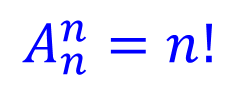 $A_n^n = n!$